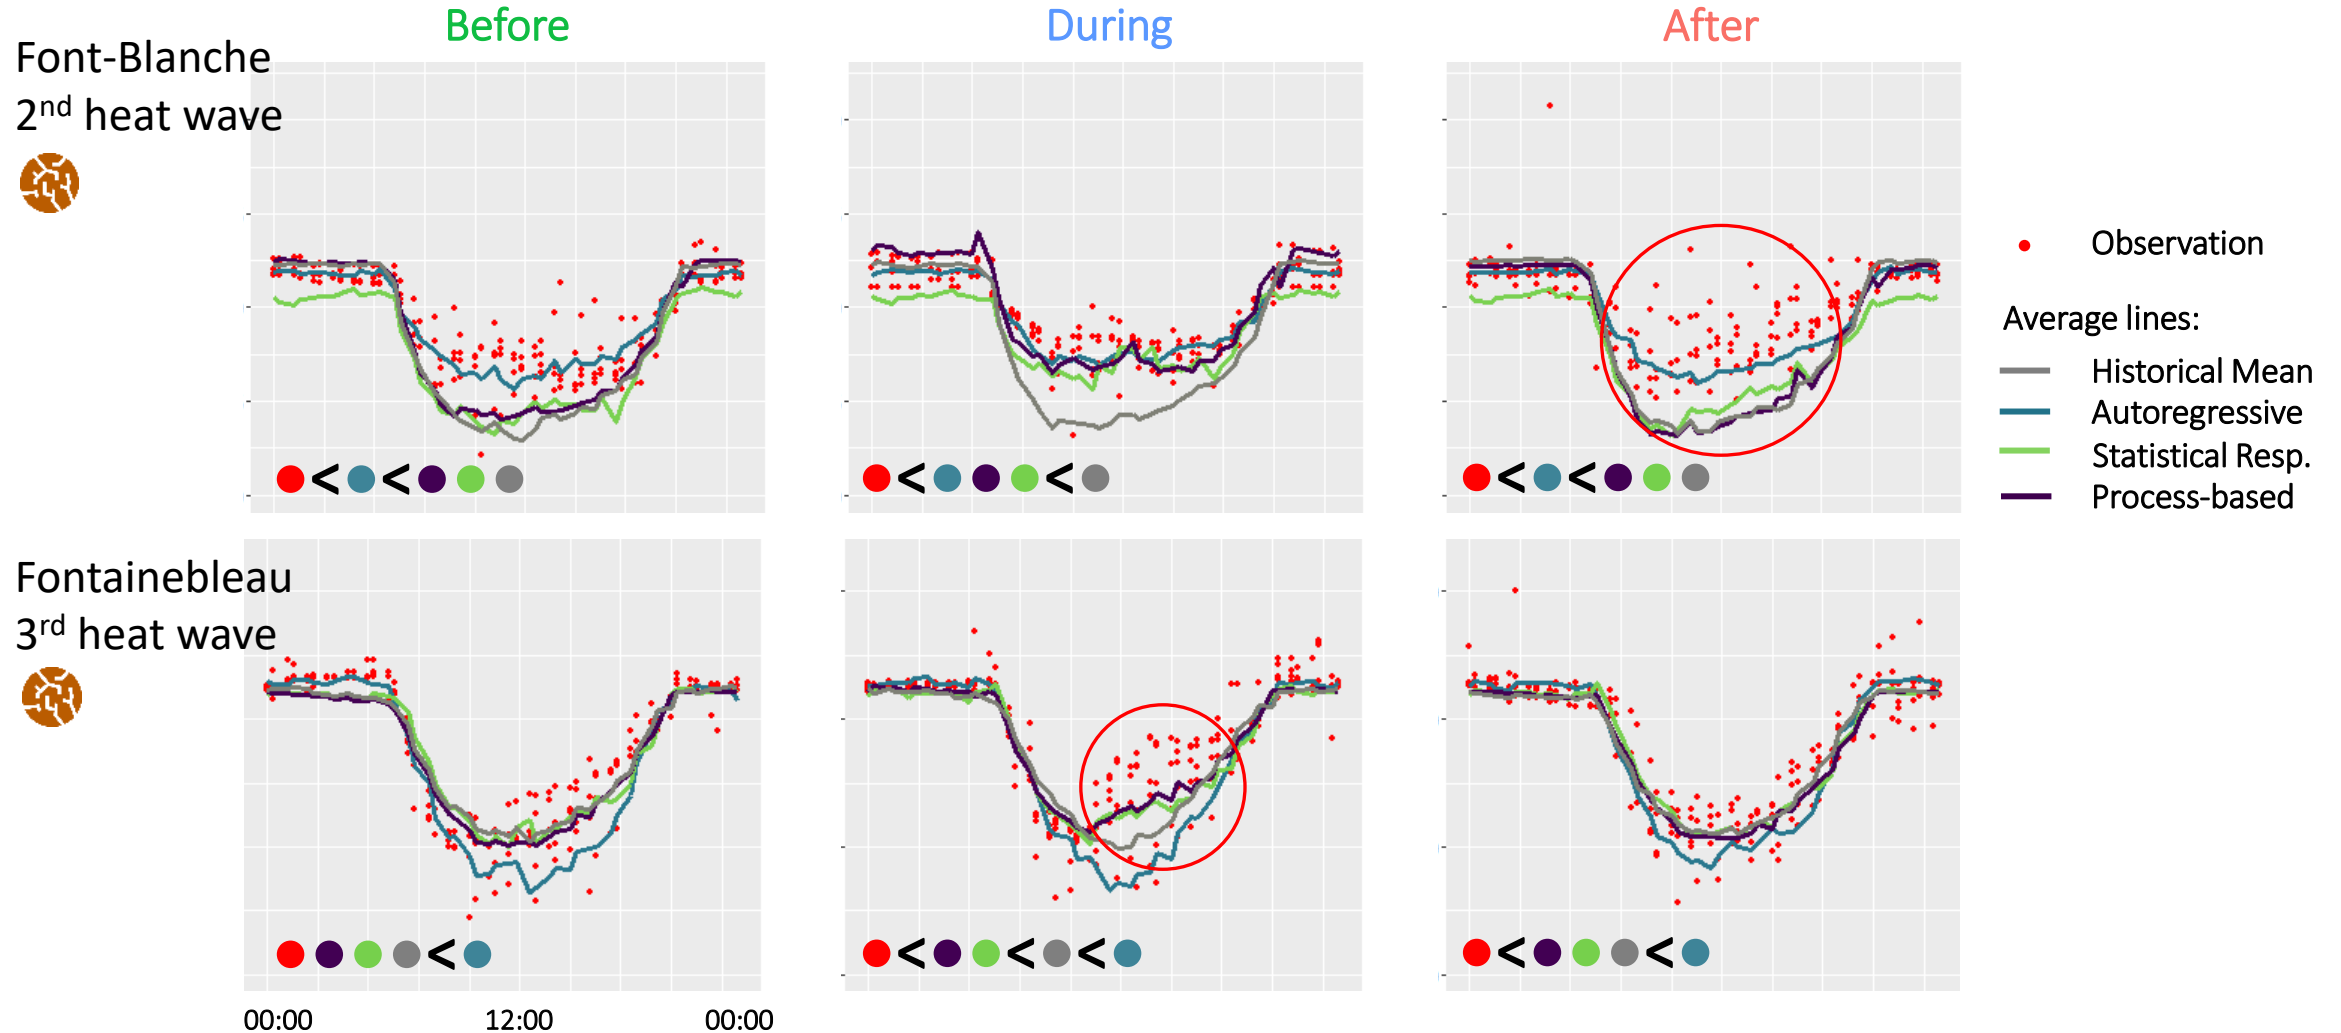 Before
During
After
Font-Blanche
2nd heat wave
< <
< <
< <
Observation
Average lines:
Historical Mean
Autoregressive
Statistical Resp.
Process-based
Fontainebleau
3rd heat wave
<
< < <
< <
00:00 12:00 00:00